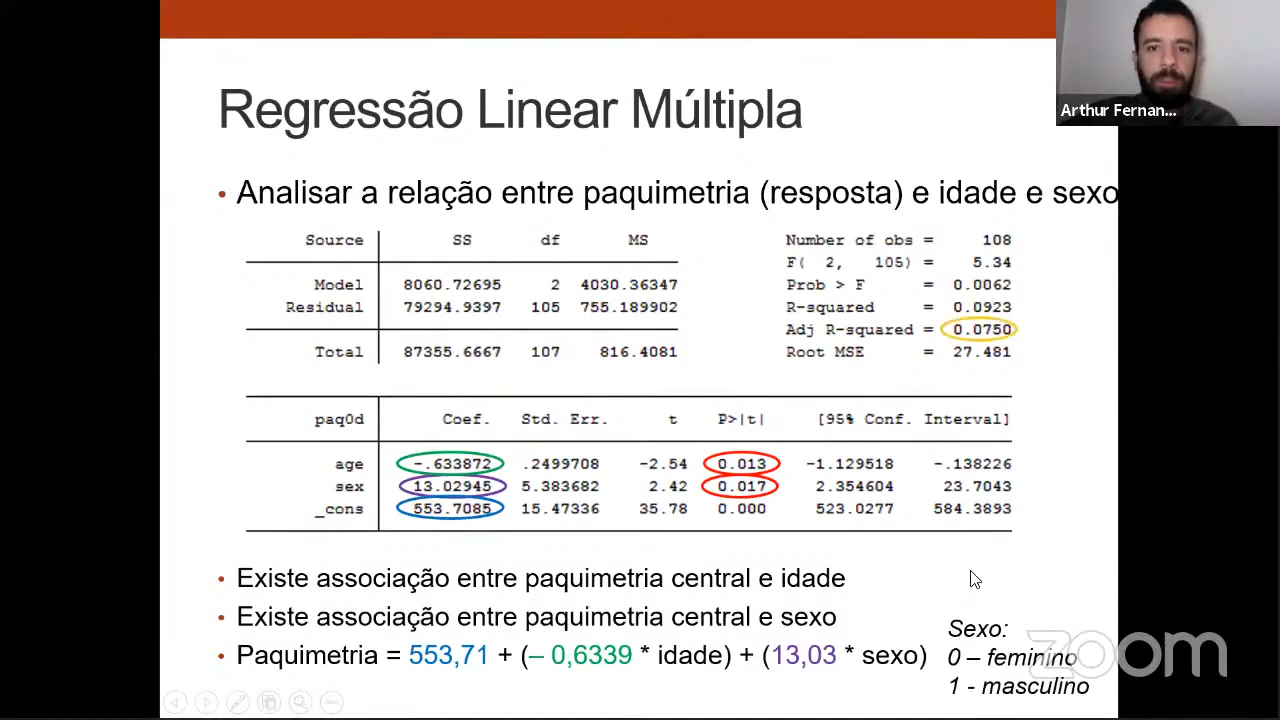 Arthur Fernan...
Regressão Linear Múltipla
• Analisar a relação entre paquimetria (resposta) e idade e sexo
Source SS df MS
Model 8060.72695 2 4030.36347
Residual 79294.9397 105 755.189902
Total 87355.6667 107 816.4081
Number of obs = 108
F( 2, 105) = 5.34
Prob > F = 0.0062
R-squared = 0.0923
Adj R-squared = 0.0750
Root MSE = 27.481
paq0d Coef. Std. Err. t P>|t| [95% Conf. Interval]
age -.633872 .2499708 -2.54 0.013 -1.129518 -.138226
sex 13.02945 5.383682 2.42 0.017 2.354604 23.7043
_cons 553.7085 15.47336 35.78 0.000 523.0277 584.3893
• Existe associação entre paquimetria central e idade
• Existe associação entre paquimetria central e sexo
• Paquimetria = 553,71 + (– 0,6339 * idade) + (13,03 * sexo)
Sexo:
0 – feminino
1 - masculino
zoom